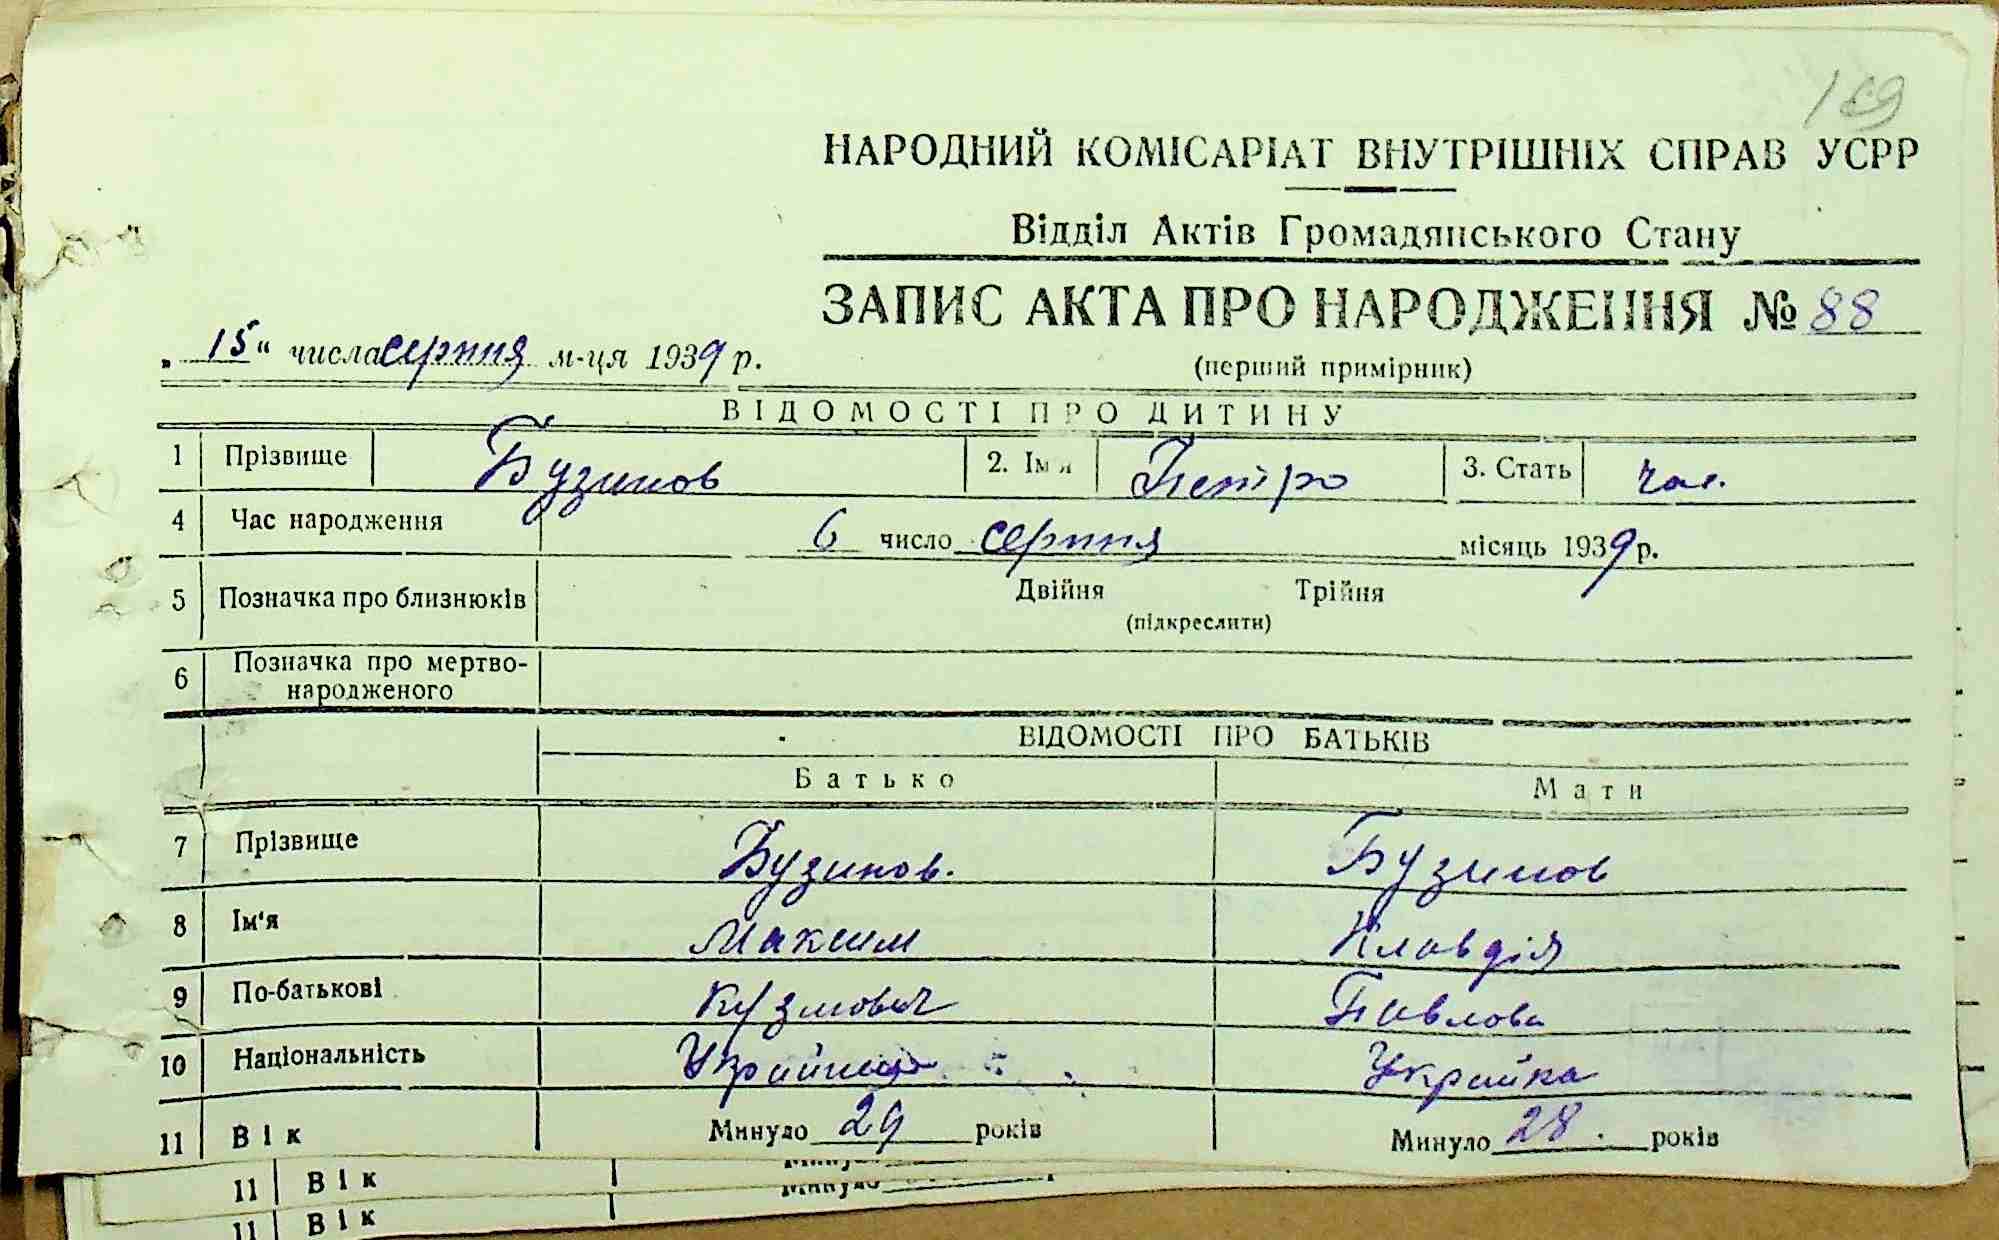 169
НАРОДНИЙ КОМІСАРІАТ ВНУТРІШНІХ СПРАВ УСРР
Відділ Актів Громадянського Стану
ЗАПИС АКТА ПРО НАРОДЖЕННЯ № 88
„ 15 “ числа серпня м-ця 1939 р.
(перший примірник)
ВІДОМОСТІ ПРО ДИТИНУ
1 Прізвище Бузинов 2. Ім'я Петро 3. Стать чол.
4 Час народження 6 число серпня місяць 1939 р.
5 Позначка про близнюків Двійня Трійня
(підкреслити)
6 Позначка про мертво-
народженого
ВІДОМОСТІ ПРО БАТЬКІВ
Батько Мати
7 Прізвище Бузинов. Бузинов
8 Ім'я Максим Клавдія
9 По-батькові Кузмович Павлова
10 Національність Українець Украйка
11 Вік Минуло 29 років Минуло 28. років
11 Вік Минуло
11 Вік